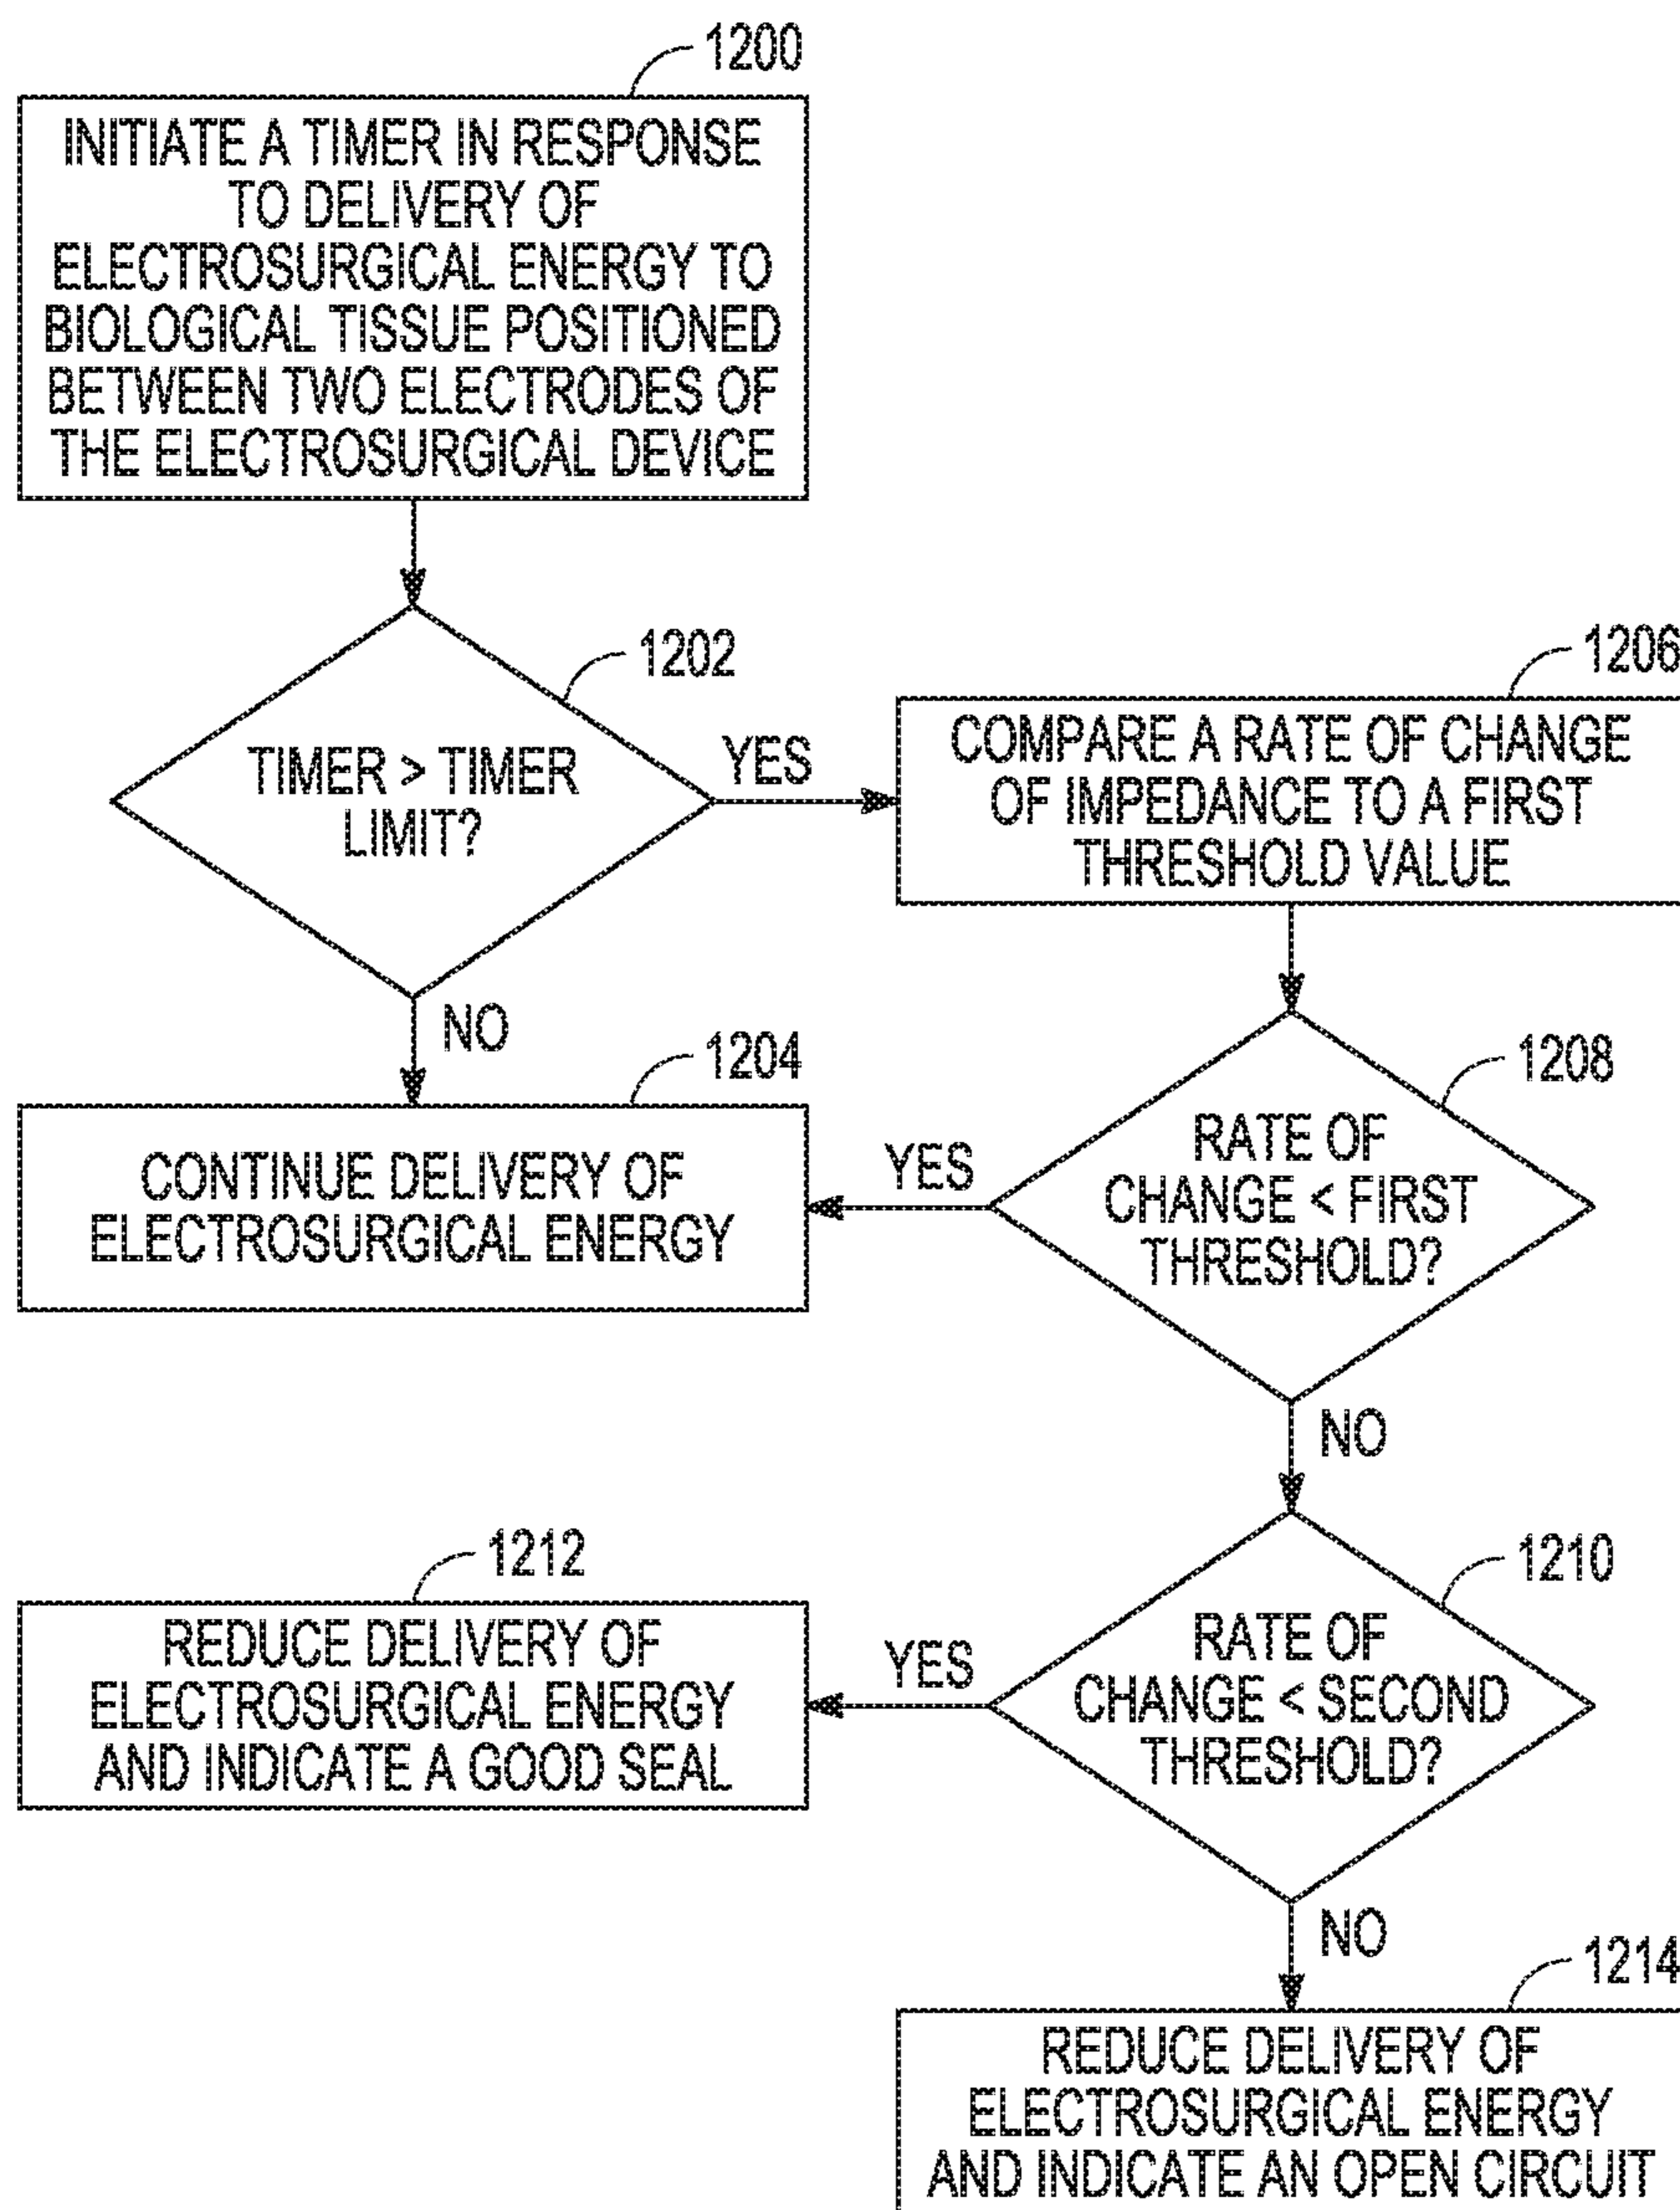 1200
INITIATE A TIMER IN RESPONSE
TO DELIVERY OF
ELECTROSURGICAL ENERGY TO
BIOLOGICAL TISSUE POSITIONED
BETWEEN TWO ELECTRODES OF
THE ELECTROSURGICAL DEVICE
1202
TIMER > TIMER
LIMIT?
YES
NO
1206
COMPARE A RATE OF CHANGE
OF IMPEDANCE TO A FIRST
THRESHOLD VALUE
1204
CONTINUE DELIVERY OF
ELECTROSURGICAL ENERGY
1208
RATE OF
CHANGE < FIRST
THRESHOLD?
YES
NO
1210
RATE OF
CHANGE < SECOND
THRESHOLD?
YES
NO
1212
REDUCE DELIVERY OF
ELECTROSURGICAL ENERGY
AND INDICATE A GOOD SEAL
1214
REDUCE DELIVERY OF
ELECTROSURGICAL ENERGY
AND INDICATE AN OPEN CIRCUIT